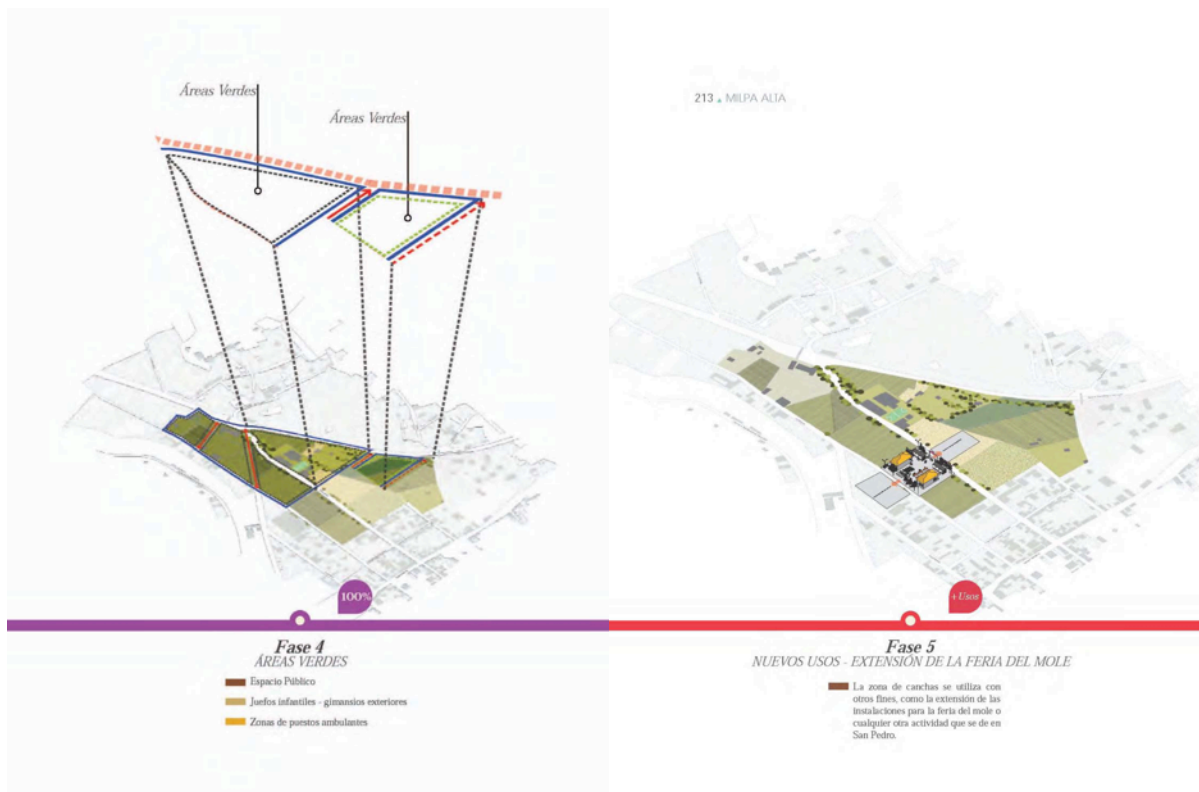 Áreas Verdes
Áreas Verdes
100%
Fase 4
ÁREAS VERDES
Espacio Público
Juefos infantiles - gimansios exteriores
Zonas de puestos ambulantes
213 MILPA ALTA
+Usos
Fase 5
NUEVOS USOS - EXTENSIÓN DE LA FERIA DEL MOLE
La zona de canchas se utiliza con
otros fines, como la extensión de las
instalaciones para la feria del mole o
cualquier otra actividad que se de en
San Pedro.